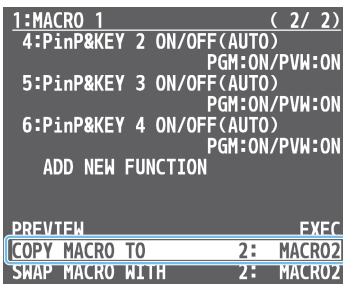 1:MACRO 1 ( 2/ 2)
4:PinP&KEY 2 ON/OFF(AUTO)
PGM:ON/PVW:ON
5:PinP&KEY 3 ON/OFF(AUTO)
PGM:ON/PVW:ON
6:PinP&KEY 4 ON/OFF(AUTO)
PGM:ON/PVW:ON
ADD NEW FUNCTION
PREVIEW EXEC
COPY MACRO TO 2: MACRO2
SWAP MACRO WITH 2: MACRO2